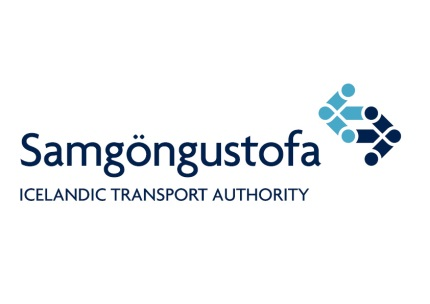 Samgöngustofa
ICELANDIC TRANSPORT AUTHORITY